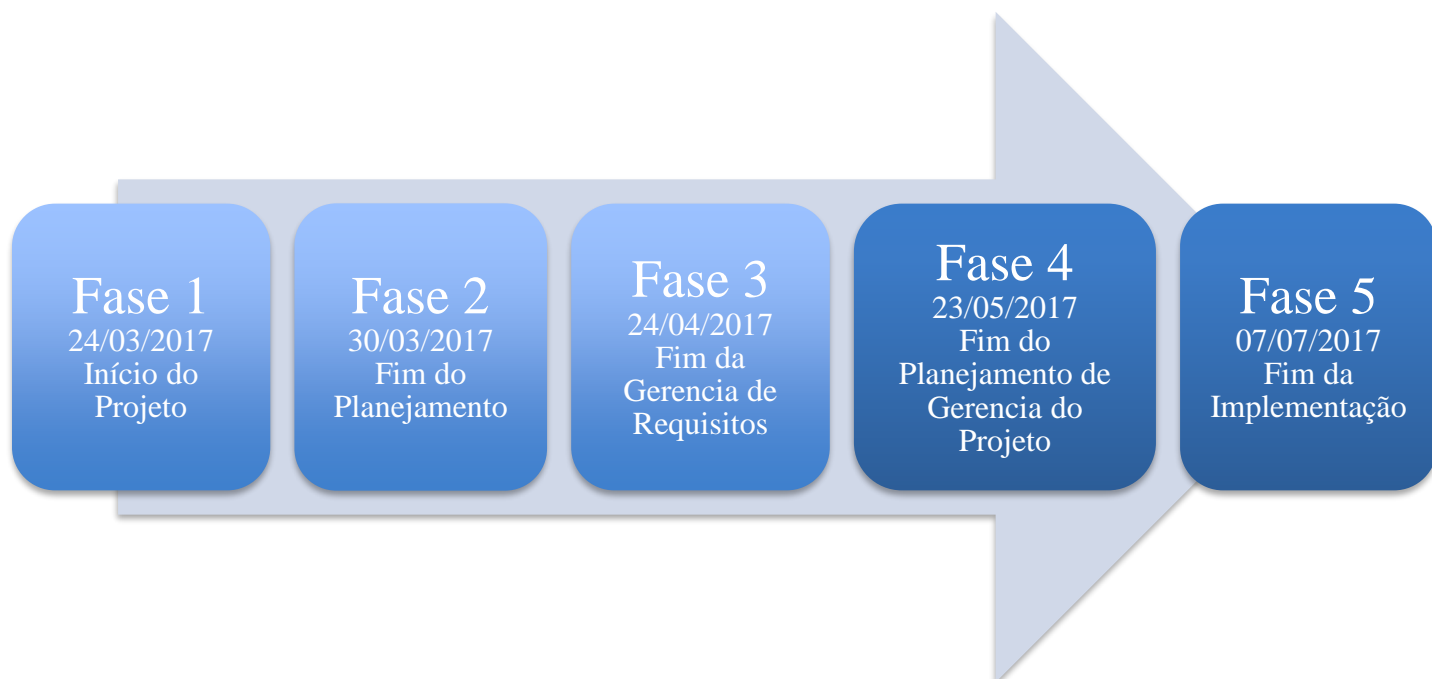 Fase 1
24/03/2017
Início do
Projeto
Fase 2
30/03/2017
Fim do
Planejamento
Fase 3
24/04/2017
Fim da
Gerencia de
Requisitos
Fase 4
23/05/2017
Fim do
Planejamento de
Gerencia do
Projeto
Fase 5
07/07/2017
Fim da
Implementação